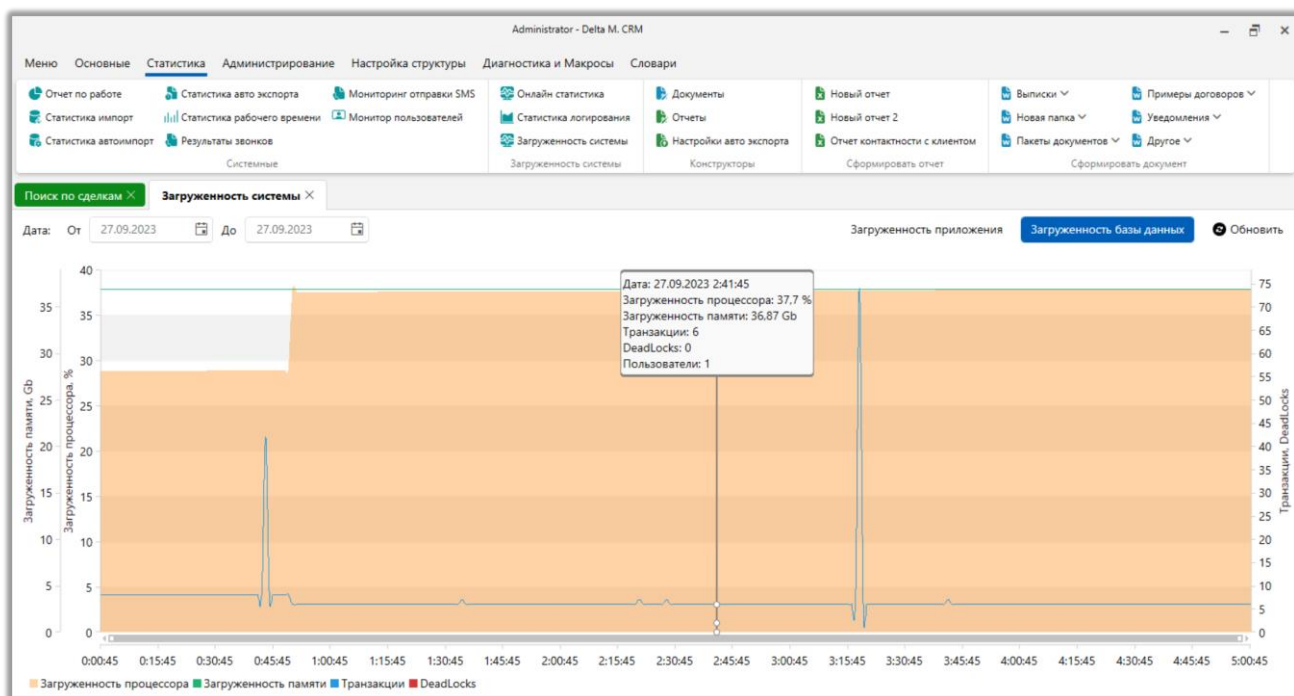 Administrator - Delta M. CRM
Меню Основные Статистика Администрирование Настройка структуры Диагностика и Макросы Словари
Отчет по работе Статистика авто экспорта Мониторинг отправки SMS Онлайн статистика Документы Новый отчет Выписки Примеры договоров
Статистика импорт Статистика рабочего времени Монитор пользователей Статистика логирования Отчеты Новый отчет 2 Новая папка Уведомления
Статистика автоимпорт Результаты звонков Загруженность системы Настройки авто экспорта Отчет контактности с клиентом Пакеты документов Другое
Системные Загруженность системы Конструкторы Сформировать отчет Сформировать документ
Поиск по сделкам Загруженность системы
Дата: От 27.09.2023 До 27.09.2023 Загруженность приложения Загруженность базы данных Обновить
Загруженность памяти, Gb
35
30
25
20
15
10
5
0
Загруженность процессора, %
40
35
30
25
20
15
10
5
0
Дата: 27.09.2023 2:41:45
Загруженность процессора: 37,7 %
Загруженность памяти: 36,87 Gb
Транзакции: 6
DeadLocks: 0
Пользователи: 1
75
70
65
60
55
50
45
40
35
30
25
20
15
10
5
0
Транзакции, DeadLocks
0:00:45 0:15:45 0:30:45 0:45:45 1:00:45 1:15:45 1:30:45 1:45:45 2:00:45 2:15:45 2:30:45 2:45:45 3:00:45 3:15:45 3:30:45 3:45:45 4:00:45 4:15:45 4:30:45 4:45:45 5:00:45
Загруженность процессора Загруженность памяти Транзакции DeadLocks